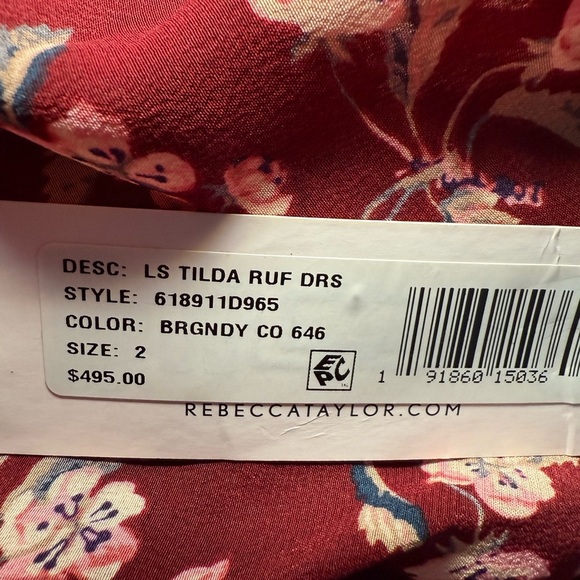 DESC: LS TILDA RUF DRS
STYLE: 618911D965
COLOR: BRGNDY CO 646
SIZE: 2
$495.00
EPC
1 91860 15036
REBECCATAYLOR.COM